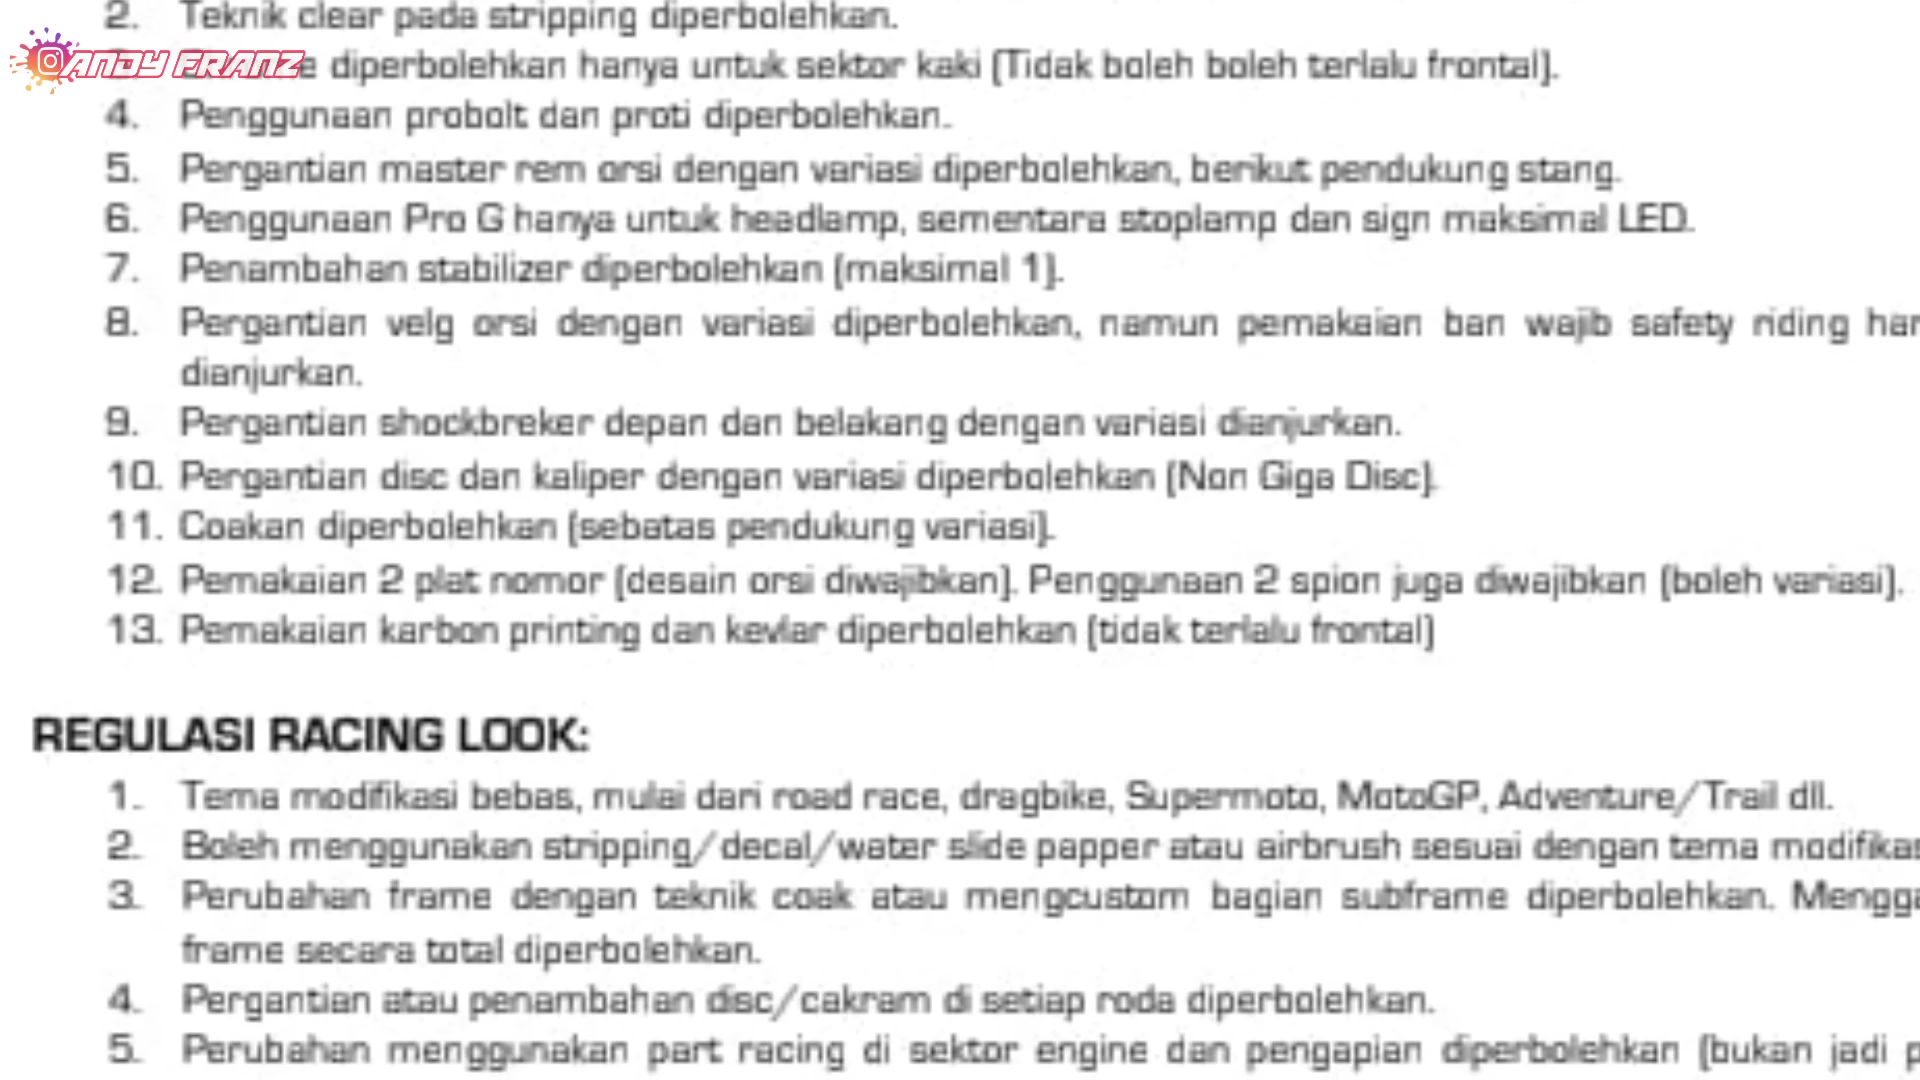 2. Teknik clear pada stripping diperbolehkan.
ANDY FRANZ
diperbolehkan hanya untuk sektor kaki (Tidak boleh boleh terlalu frontal).
4. Penggunaan probolt dan proti diperbolehkan.
5. Pergantian master rem orsi dengan variasi diperbolehkan, berikut pendukung stang.
6. Penggunaan Pro G hanya untuk headlamp, sementara stoplamp dan sign maksimal LED.
7. Penambahan stabilizer diperbolehkan (maksimal 1).
8. Pergantian velg orsi dengan variasi diperbolehkan, namun pemakaian ban wajib safety riding
dianjurkan.
9. Pergantian shockbreker depan dan belakang dengan variasi dianjurkan.
10. Pergantian disc dan kaliper dengan variasi diperbolehkan (Non Giga Disc).
11. Coakan diperbolehkan (sebatas pendukung variasi).
12. Pemakaian 2 plat nomor (desain orsi diwajibkan). Penggunaan 2 spion juga diwajibkan (boleh variasi).
13. Pemakaian karbon printing dan kevlar diperbolehkan (tidak terlalu frontal)
REGULASI RACING LOOK:
1. Tema modifikasi bebas, mulai dari road race, dragbike, Supermoto, MotoGP, Adventure/Trail dll.
2. Boleh menggunakan stripping/decal/water slide papper atau airbrush sesuai dengan tema modifikas
3. Perubahan frame dengan teknik coak atau mengcustom bagian subframe diperbolehkan. Mengga
frame secara total diperbolehkan.
4. Pergantian atau penambahan disc/cakram di setiap roda diperbolehkan.
5. Perubahan menggunakan part racing di sektor engine dan pengapian diperbolehkan (bukan jadi p